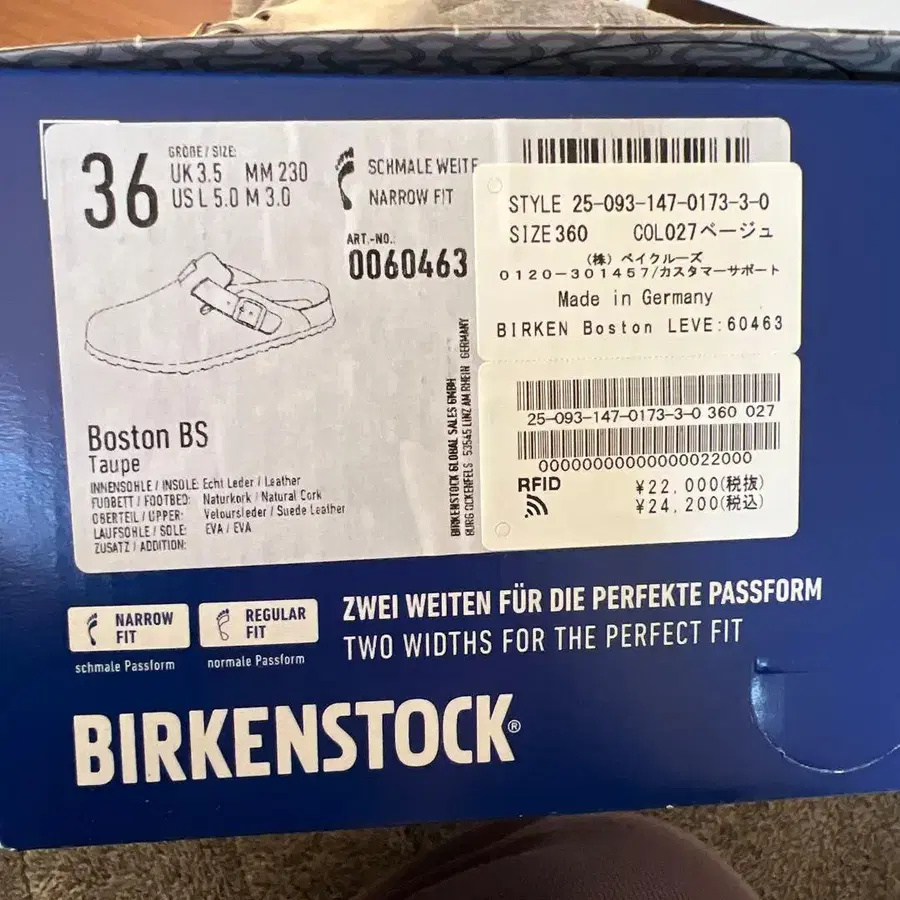 36
GRÖßE / SIZE:
UK 3.5 MM 230
US L 5.0 M 3.0
SCHMALE WEITE
NARROW FIT
ART.-NO.:
0060463
Boston BS
Taupe
INNENSOHLE / INSOLE: Echt Leder / Leather
FUßBETT / FOOTBED: Naturkork / Natural Cork
OBERTEIL / UPPER: Veloursleder / Suede Leather
LAUFSOHLE / SOLE: EVA / EVA
ZUSATZ / ADDITION:
BIRKENSTOCK GLOBAL SALES GMBH
BURG OCKENFELS - 53545 LINZ AM RHEIN GERMANY
STYLE 25-093-147-0173-3-0
SIZE 360 COL027ベージュ
(株) ベイクルーズ
0120-301457/カスタマーサポート
Made in Germany
BIRKEN Boston LEVE:60463
25-093-147-0173-3-0 360 027
RFID
¥22,000(税抜)
¥24,200(税込)
NARROW FIT
schmale Passform
REGULAR FIT
normale Passform
ZWEI WEITEN FÜR DIE PERFEKTE PASSFORM
TWO WIDTHS FOR THE PERFECT FIT
BIRKENSTOCK®